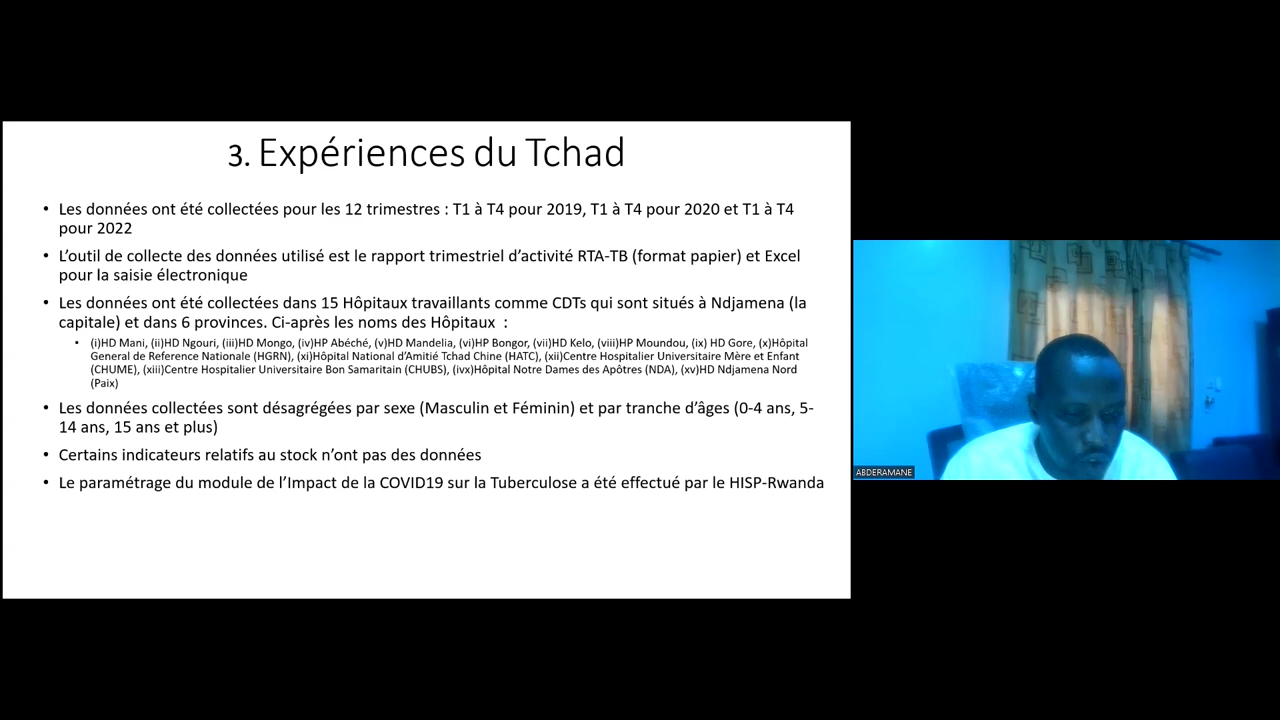 3. Expériences du Tchad
• Les données ont été collectées pour les 12 trimestres : T1 à T4 pour 2019, T1 à T4 pour 2020 et T1 à T4
pour 2022
• L’outil de collecte des données utilisé est le rapport trimestriel d’activité RTA-TB (format papier) et Excel
pour la saisie électronique
• Les données ont été collectées dans 15 Hôpitaux travaillants comme CDTs qui sont situés à Ndjamena (la
capitale) et dans 6 provinces. Ci-après les noms des Hôpitaux :
• (i)HD Mani, (ii)HD Ngouri, (iii)HD Mongo, (iv)HP Abéché, (v)HD Mandelia, (vi)HP Bongor, (vii)HD Kelo, (viii)HP Moundou, (ix) HD Gore, (x)Hôpital
General de Reference Nationale (HGRN), (xi)Hôpital National d’Amitié Tchad Chine (HATC), (xii)Centre Hospitalier Universitaire Mère et Enfant
(CHUME), (xiii)Centre Hospitalier Universitaire Bon Samaritain (CHUBS), (ivx)Hôpital Notre Dames des Apôtres (NDA), (xv)HD Ndjamena Nord
(Paix)
• Les données collectées sont désagrégées par sexe (Masculin et Féminin) et par tranche d’âges (0-4 ans, 5-
14 ans, 15 ans et plus)
• Certains indicateurs relatifs au stock n’ont pas des données
• Le paramétrage du module de l’Impact de la COVID19 sur la Tuberculose a été effectué par le HISP-Rwanda
ABDERAMANE